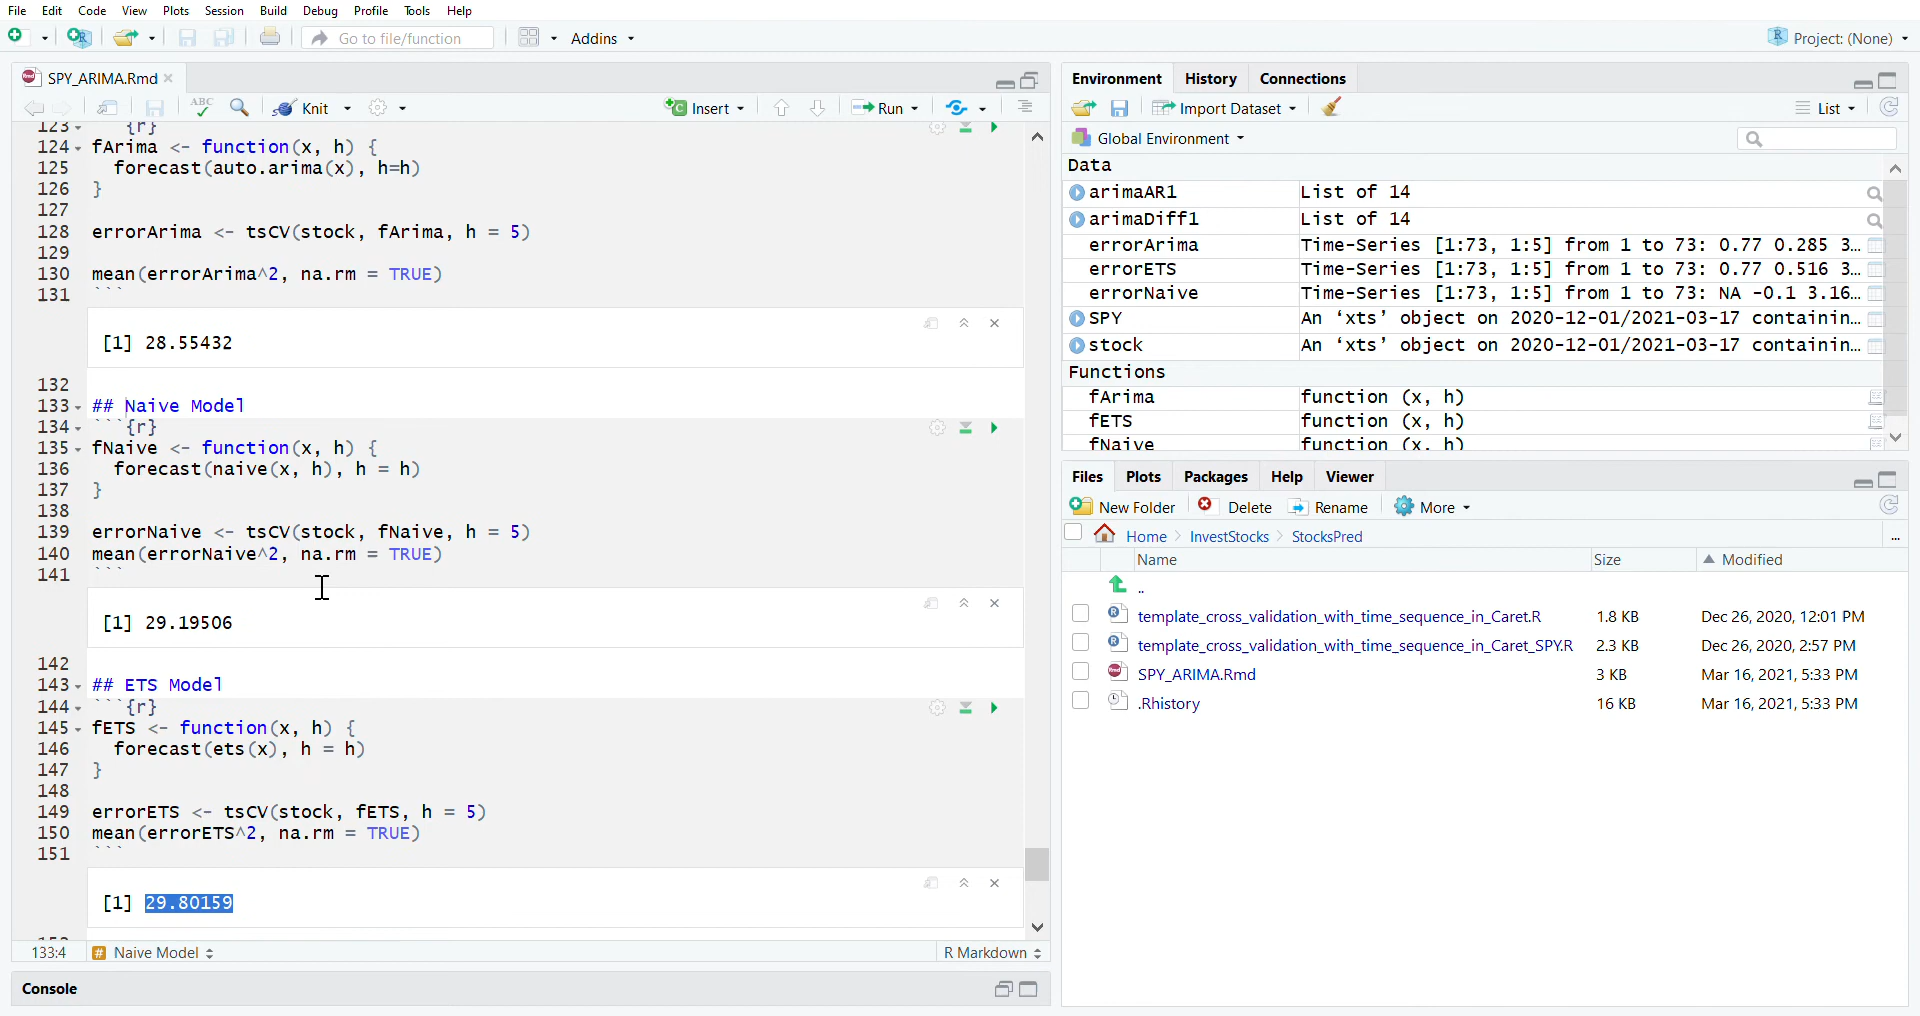 File Edit Code View Plots Session Build Debug Profile Tools Help
Go to file/function Addins Project: (None)
SPY_ARIMA.Rmd
ABC Knit Insert Run
123 ```{r}
124 fArima <- function(x, h) {
125 forecast(auto.arima(x), h=h)
126 }
127
128 errorArima <- tsCV(stock, fArima, h = 5)
129
130 mean(errorArima^2, na.rm = TRUE)
131 ```
[1] 28.55432
132
133 ## Naive Model
134 ```{r}
135 fNaive <- function(x, h) {
136 forecast(naive(x, h), h = h)
137 }
138
139 errorNaive <- tsCV(stock, fNaive, h = 5)
140 mean(errorNaive^2, na.rm = TRUE)
141 ```
[1] 29.19506
142
143 ## ETS Model
144 ```{r}
145 fETS <- function(x, h) {
146 forecast(ets(x), h = h)
147 }
148
149 errorETS <- tsCV(stock, fETS, h = 5)
150 mean(errorETS^2, na.rm = TRUE)
151 ```
[1] 29.80159
133:4 # Naive Model R Markdown
Console
Environment History Connections
Import Dataset List
Global Environment
Data
arimaAR1 List of 14
arimaDiff1 List of 14
errorArima Time-Series [1:73, 1:5] from 1 to 73: 0.77 0.285 3…
errorETS Time-Series [1:73, 1:5] from 1 to 73: 0.77 0.516 3…
errorNaive Time-Series [1:73, 1:5] from 1 to 73: NA -0.1 3.16…
SPY An ‘xts’ object on 2020-12-01/2021-03-17 containin…
stock An ‘xts’ object on 2020-12-01/2021-03-17 containin…
Functions
fArima function (x, h)
fETS function (x, h)
fNaive function (x, h)
Files Plots Packages Help Viewer
New Folder Delete Rename More
Home InvestStocks StocksPred ...
Name Size Modified
..
template_cross_validation_with_time_sequence_in_Caret.R 1.8 KB Dec 26, 2020, 12:01 PM
template_cross_validation_with_time_sequence_in_Caret_SPY.R 2.3 KB Dec 26, 2020, 2:57 PM
SPY_ARIMA.Rmd 3 KB Mar 16, 2021, 5:33 PM
.Rhistory 16 KB Mar 16, 2021, 5:33 PM